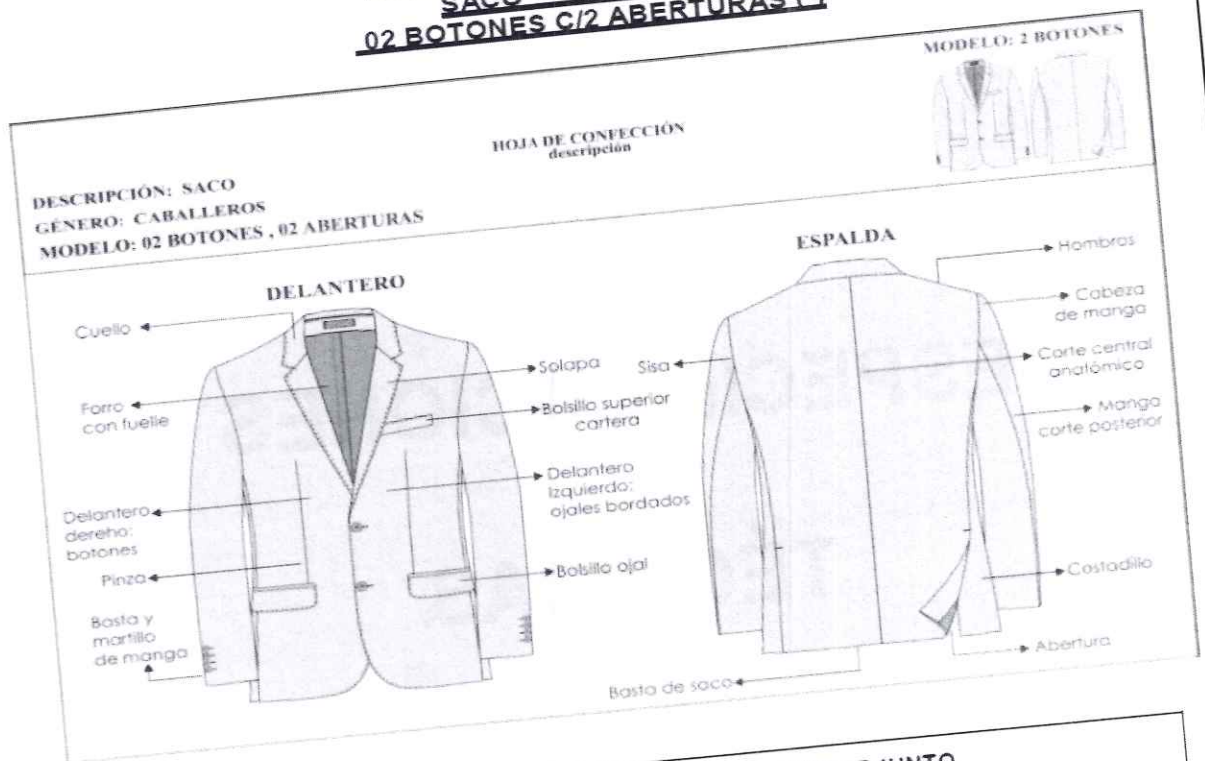 SACO
02 BOTONES C/2 ABERTURAS (*)
MODELO: 2 BOTONES
HOJA DE CONFECCIÓN
descripción
DESCRIPCIÓN: SACO
GÉNERO: CABALLEROS
MODELO: 02 BOTONES , 02 ABERTURAS
DELANTERO
Cuello
Forro
con fuelle
Delantero
dereho:
botones
Pinza
Basta y
martillo
de manga
Solapa
Bolsillo superior
cartera
Delantero
Izquierdo:
ojales bordados
Bolsillo ojal
ESPALDA
Sisa
Hombros
Cabeza
de manga
Corte central
anatómico
Manga
corte posterior
Costadillo
Abertura
Basta de saco